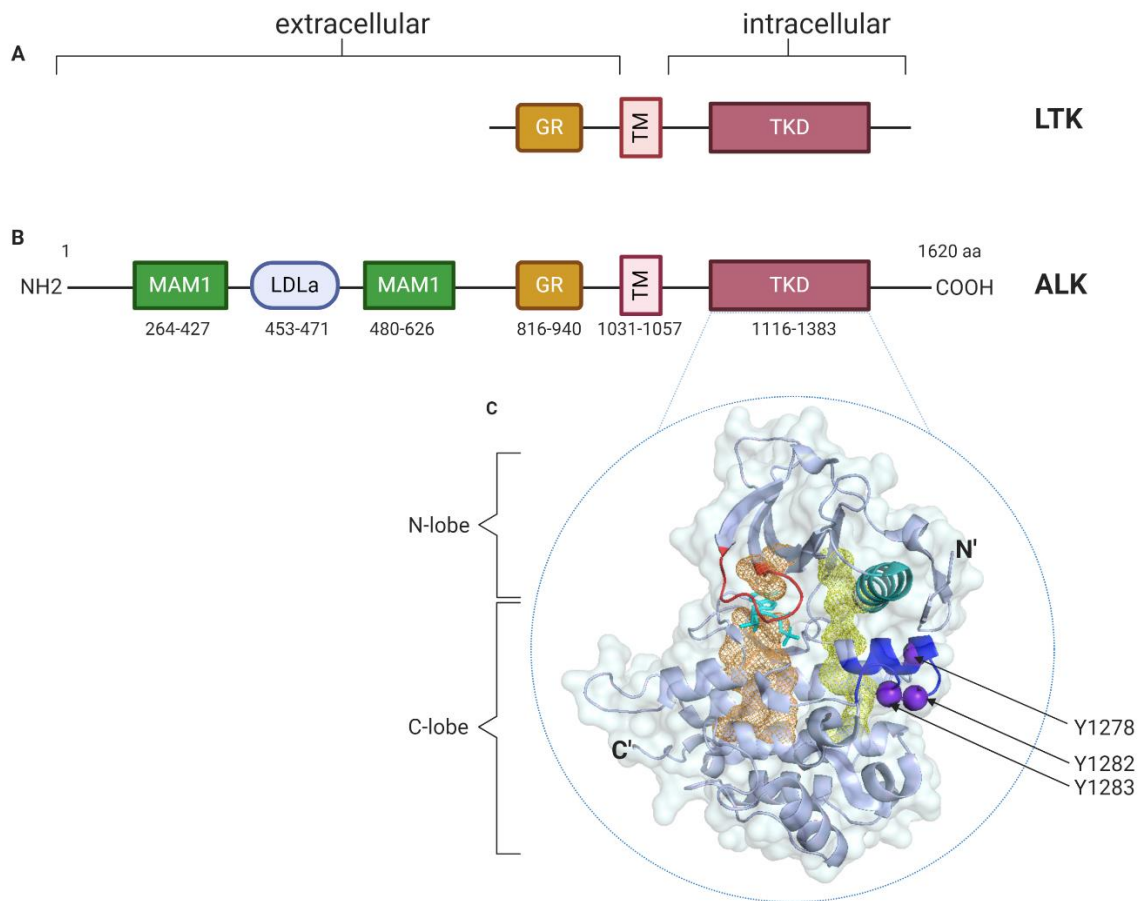 extracellular intracellular
A
GR TM TKD LTK
B
1 1620 aa
NH2 MAM1 LDLa MAM1 GR TM TKD COOH ALK
264-427 453-471 480-626 816-940 1031-1057 1116-1383
C
N-lobe
N'
C-lobe
Y1278
C'
Y1282
Y1283